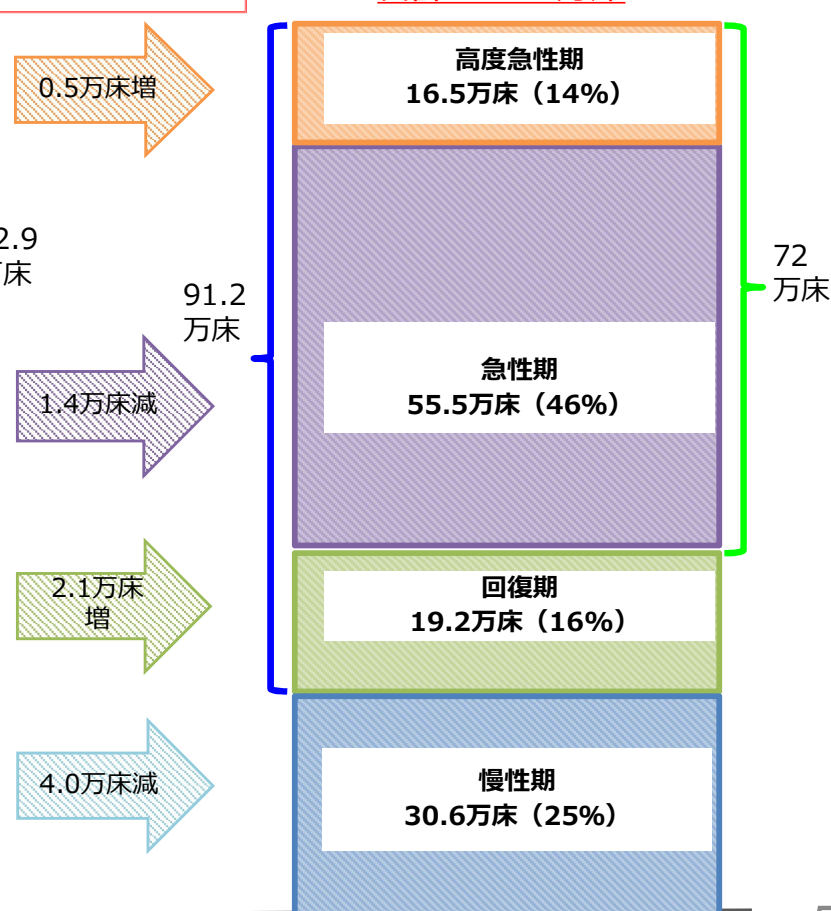 0.5万床増
高度急性期
16.5万床（14%）
2.9
床
91.2
万床
72
万床
1.4万床減
急性期
55.5万床（46%）
2.1万床
増
回復期
19.2万床（16%）
4.0万床減
慢性期
30.6万床（25%）